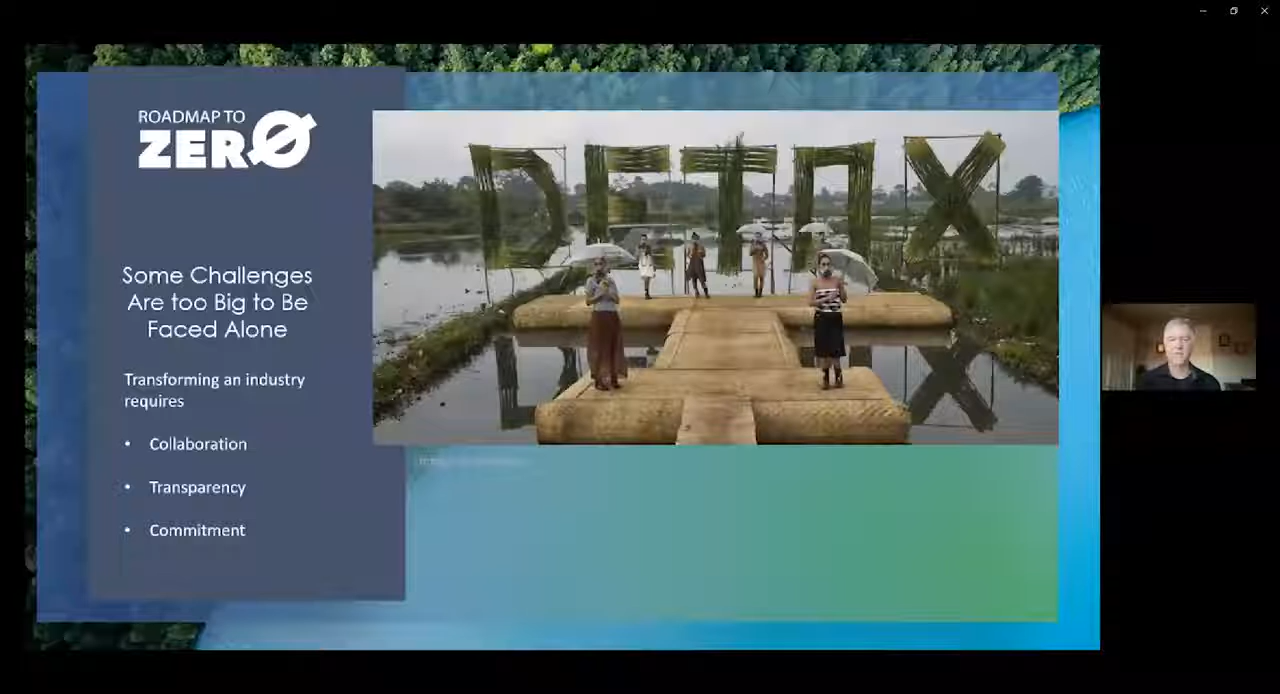 ROADMAP TO
ZERO
Some Challenges
Are too Big to Be
Faced Alone
Transforming an industry
requires
• Collaboration
• Transparency
• Commitment
DETOX